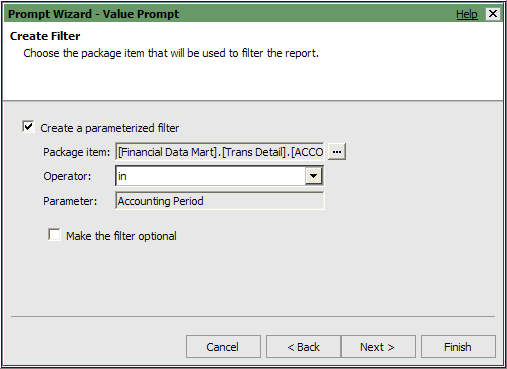 Prompt Wizard - Value Prompt Help
Create Filter
Choose the package item that will be used to filter the report.
Create a parameterized filter
Package item: [Financial Data Mart].[Trans Detail].[ACCO ...
Operator: in
Parameter: Accounting Period
Make the filter optional
Cancel < Back Next > Finish